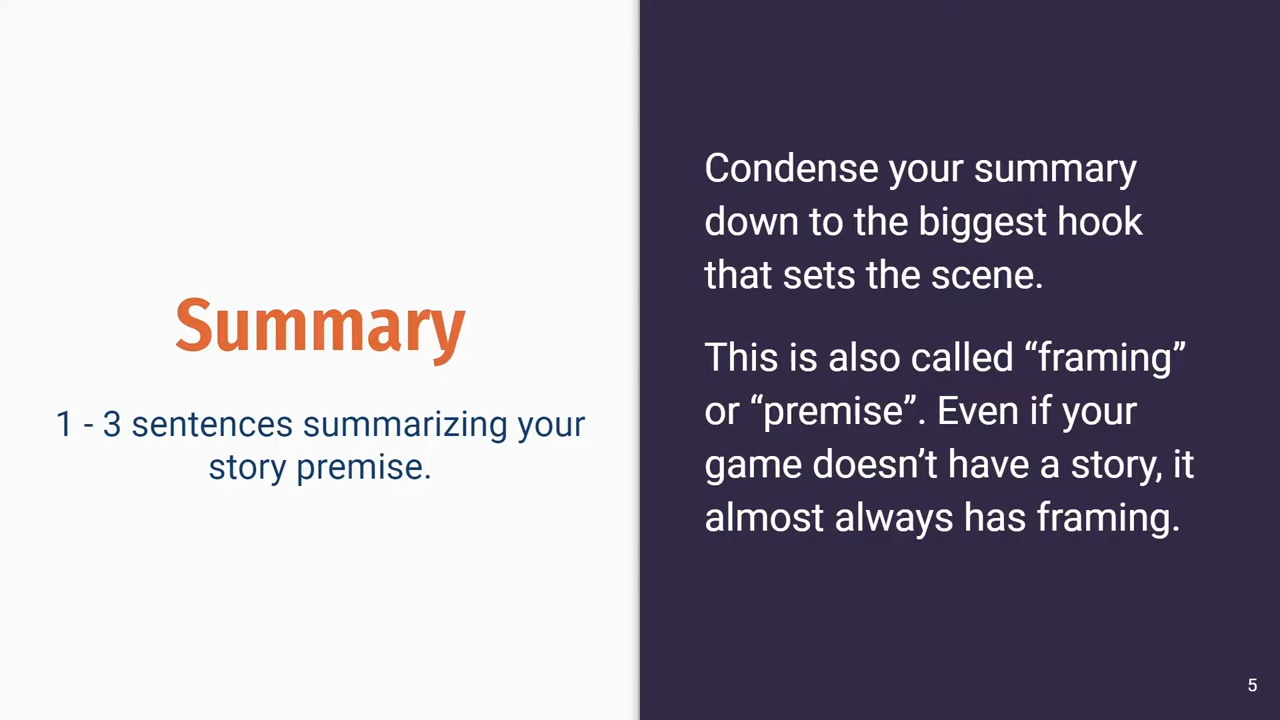 Summary
1 - 3 sentences summarizing your
story premise.
Condense your summary
down to the biggest hook
that sets the scene.
This is also called “framing”
or “premise”. Even if your
game doesn’t have a story, it
almost always has framing.
5